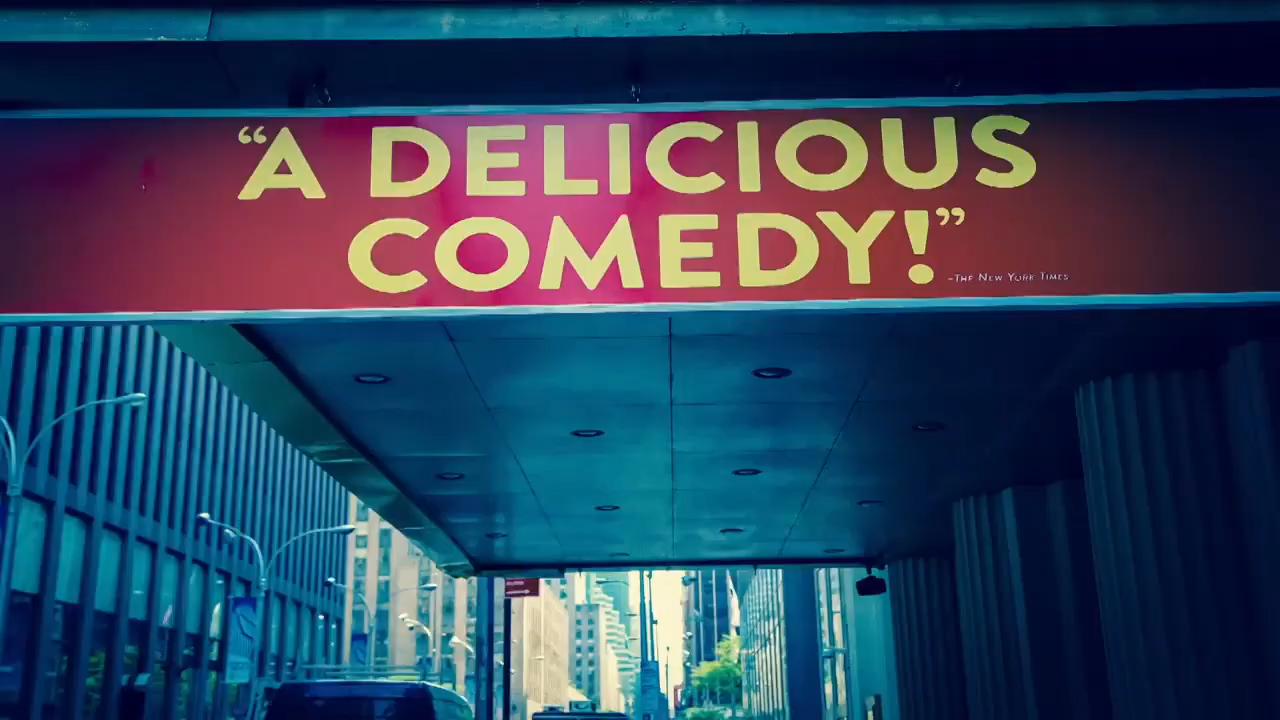 “A DELICIOUS
COMEDY!”
–THE NEW YORK TIMES